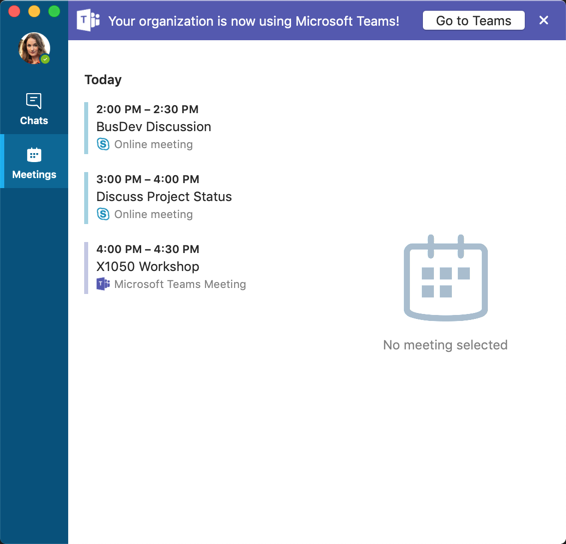 Your organization is now using Microsoft Teams!
Go to Teams
Chats
Meetings
Today
2:00 PM – 2:30 PM
BusDev Discussion
Online meeting
3:00 PM – 4:00 PM
Discuss Project Status
Online meeting
4:00 PM – 4:30 PM
X1050 Workshop
Microsoft Teams Meeting
No meeting selected